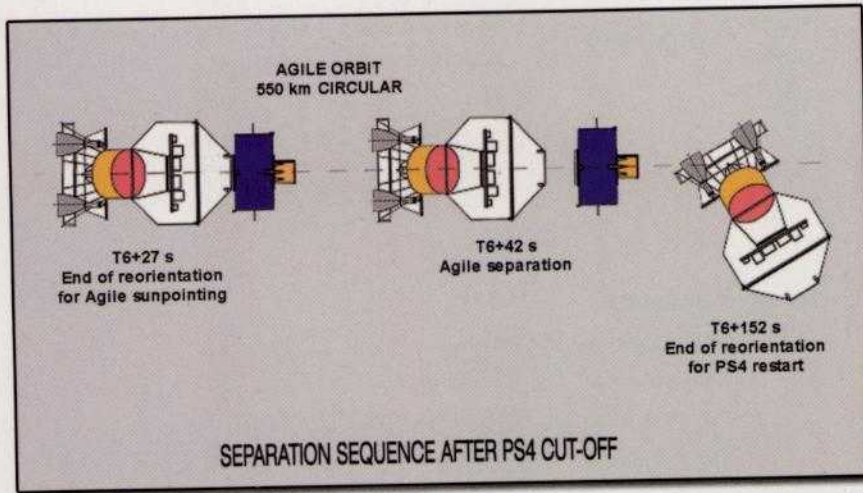 AGILE ORBIT
550 km CIRCULAR
T6+27 s
End of reorientation
for Agile sunpointing
T6+42 s
Agile separation
T6+152 s
End of reorientation
for PS4 restart
SEPARATION SEQUENCE AFTER PS4 CUT-OFF